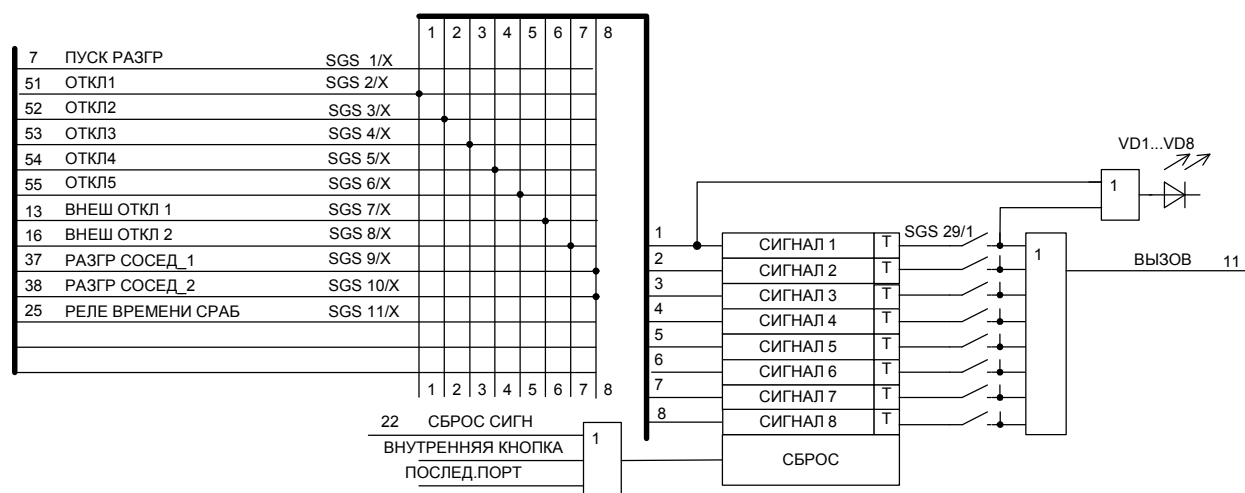 1 2 3 4 5 6 7 8
7 ПУСК РАЗГР SGS 1/X
51 ОТКЛ1 SGS 2/X
52 ОТКЛ2 SGS 3/X
53 ОТКЛ3 SGS 4/X
54 ОТКЛ4 SGS 5/X
55 ОТКЛ5 SGS 6/X
13 ВНЕШ ОТКЛ 1 SGS 7/X
16 ВНЕШ ОТКЛ 2 SGS 8/X
37 РАЗГР СОСЕД_1 SGS 9/X
38 РАЗГР СОСЕД_2 SGS 10/X
25 РЕЛЕ ВРЕМЕНИ СРАБ SGS 11/X
1 2 3 4 5 6 7 8
22 СБРОС СИГН
ВНУТРЕННЯЯ КНОПКА
ПОСЛЕД.ПОРТ
1
VD1...VD8
1
1 СИГНАЛ 1 T SGS 29/1
2 СИГНАЛ 2 T
3 СИГНАЛ 3 T
4 СИГНАЛ 4 T
5 СИГНАЛ 5 T
6 СИГНАЛ 6 T
7 СИГНАЛ 7 T
8 СИГНАЛ 8 T
СБРОС
1
ВЫЗОВ 11